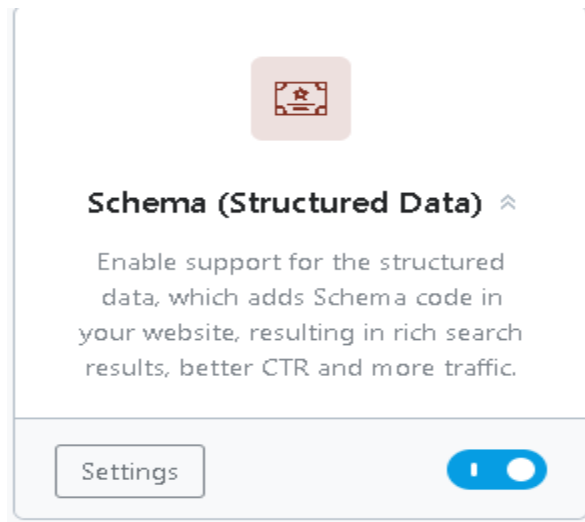 Schema (Structured Data)
Enable support for the structured
data, which adds Schema code in
your website, resulting in rich search
results, better CTR and more traffic.
Settings